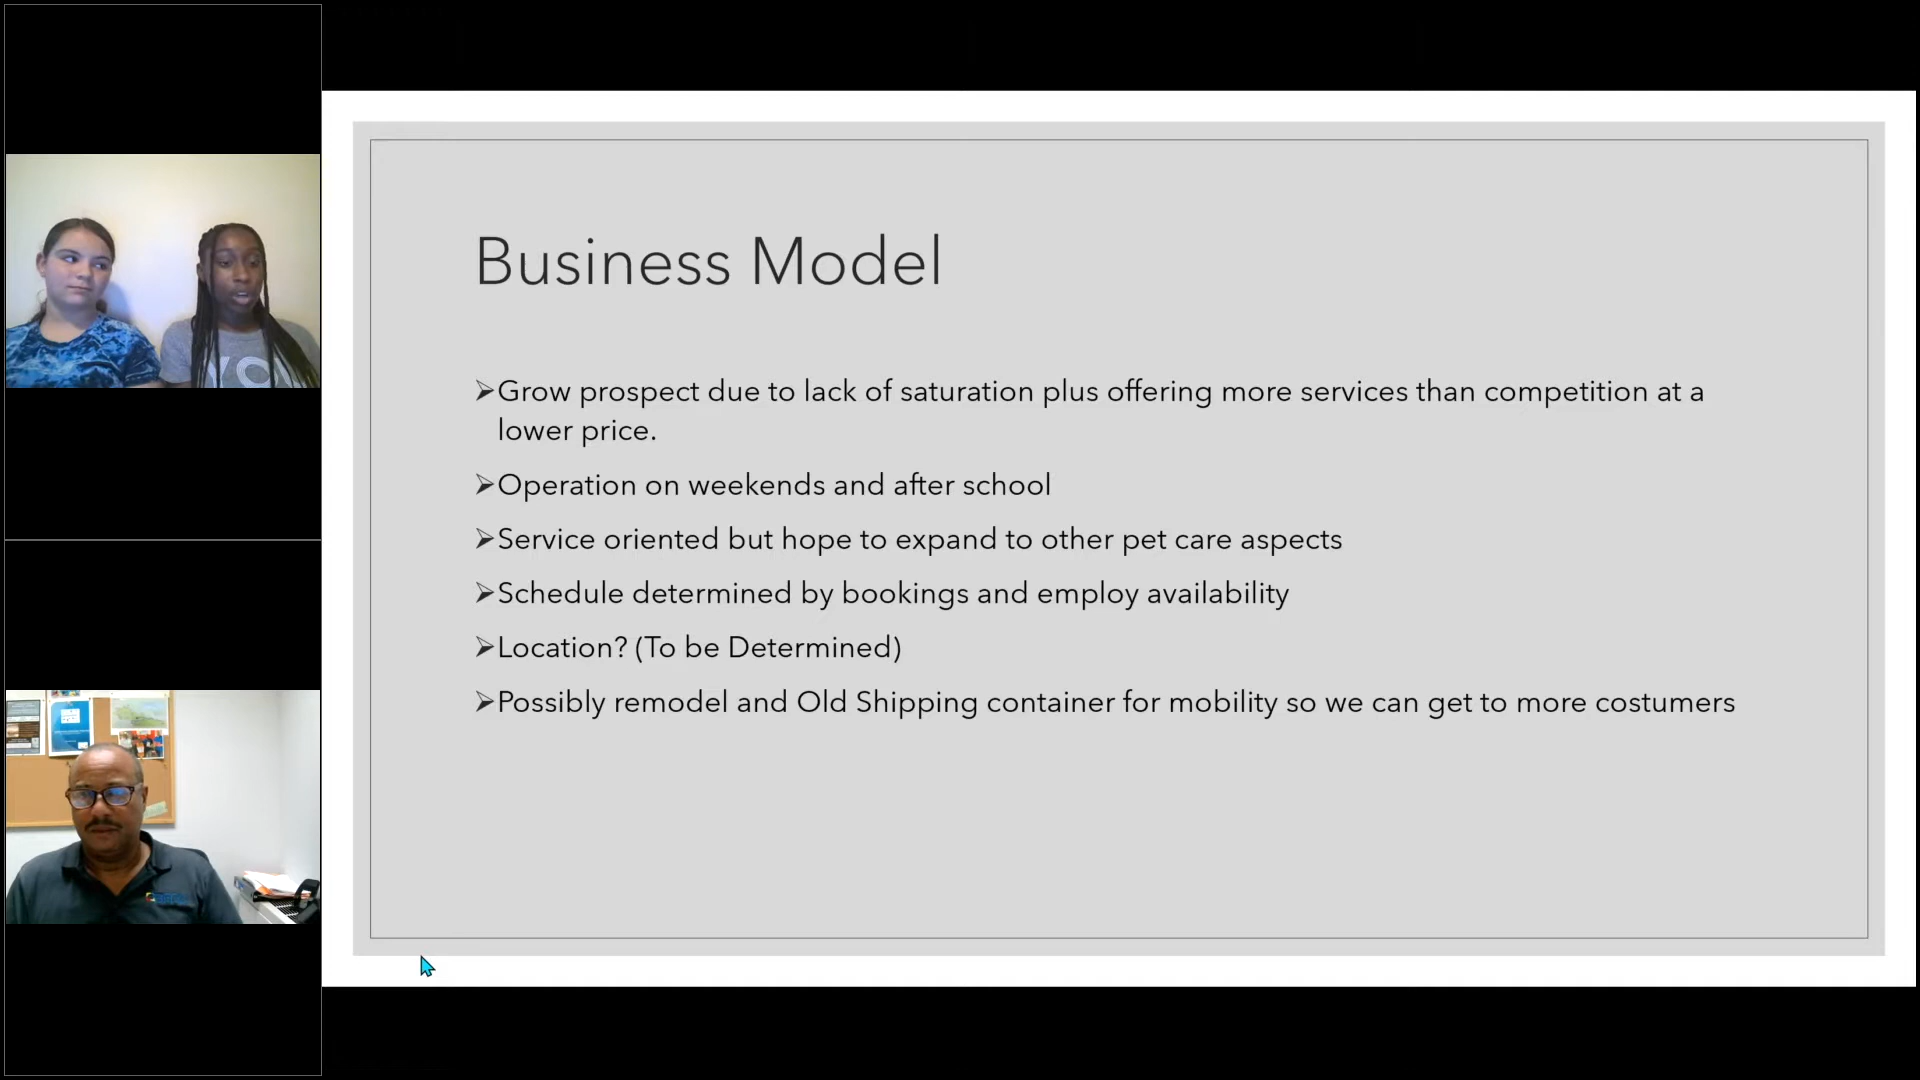 Business Model
➢Grow prospect due to lack of saturation plus offering more services than competition at a
lower price.
➢Operation on weekends and after school
➢Service oriented but hope to expand to other pet care aspects
➢Schedule determined by bookings and employ availability
➢Location? (To be Determined)
➢Possibly remodel and Old Shipping container for mobility so we can get to more costumers